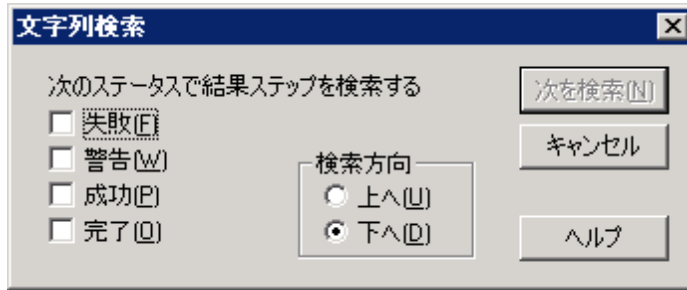 文字列検索
次のステータスで結果ステップを検索する
失敗(F)
警告(W)
成功(P)
完了(O)
検索方向
上へ(U)
下へ(D)
次を検索(N)
キャンセル
ヘルプ